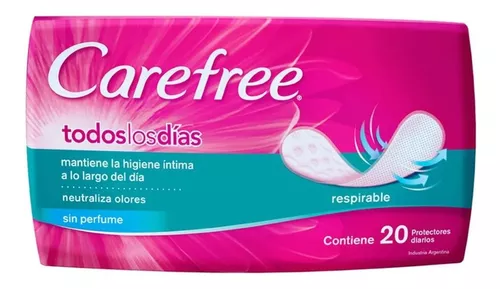 Carefree®
todoslosdías
mantiene la higiene íntima
a lo largo del día
neutraliza olores
sin perfume
respirable
Contiene 20 Protectores
diarios
Industria Argentina